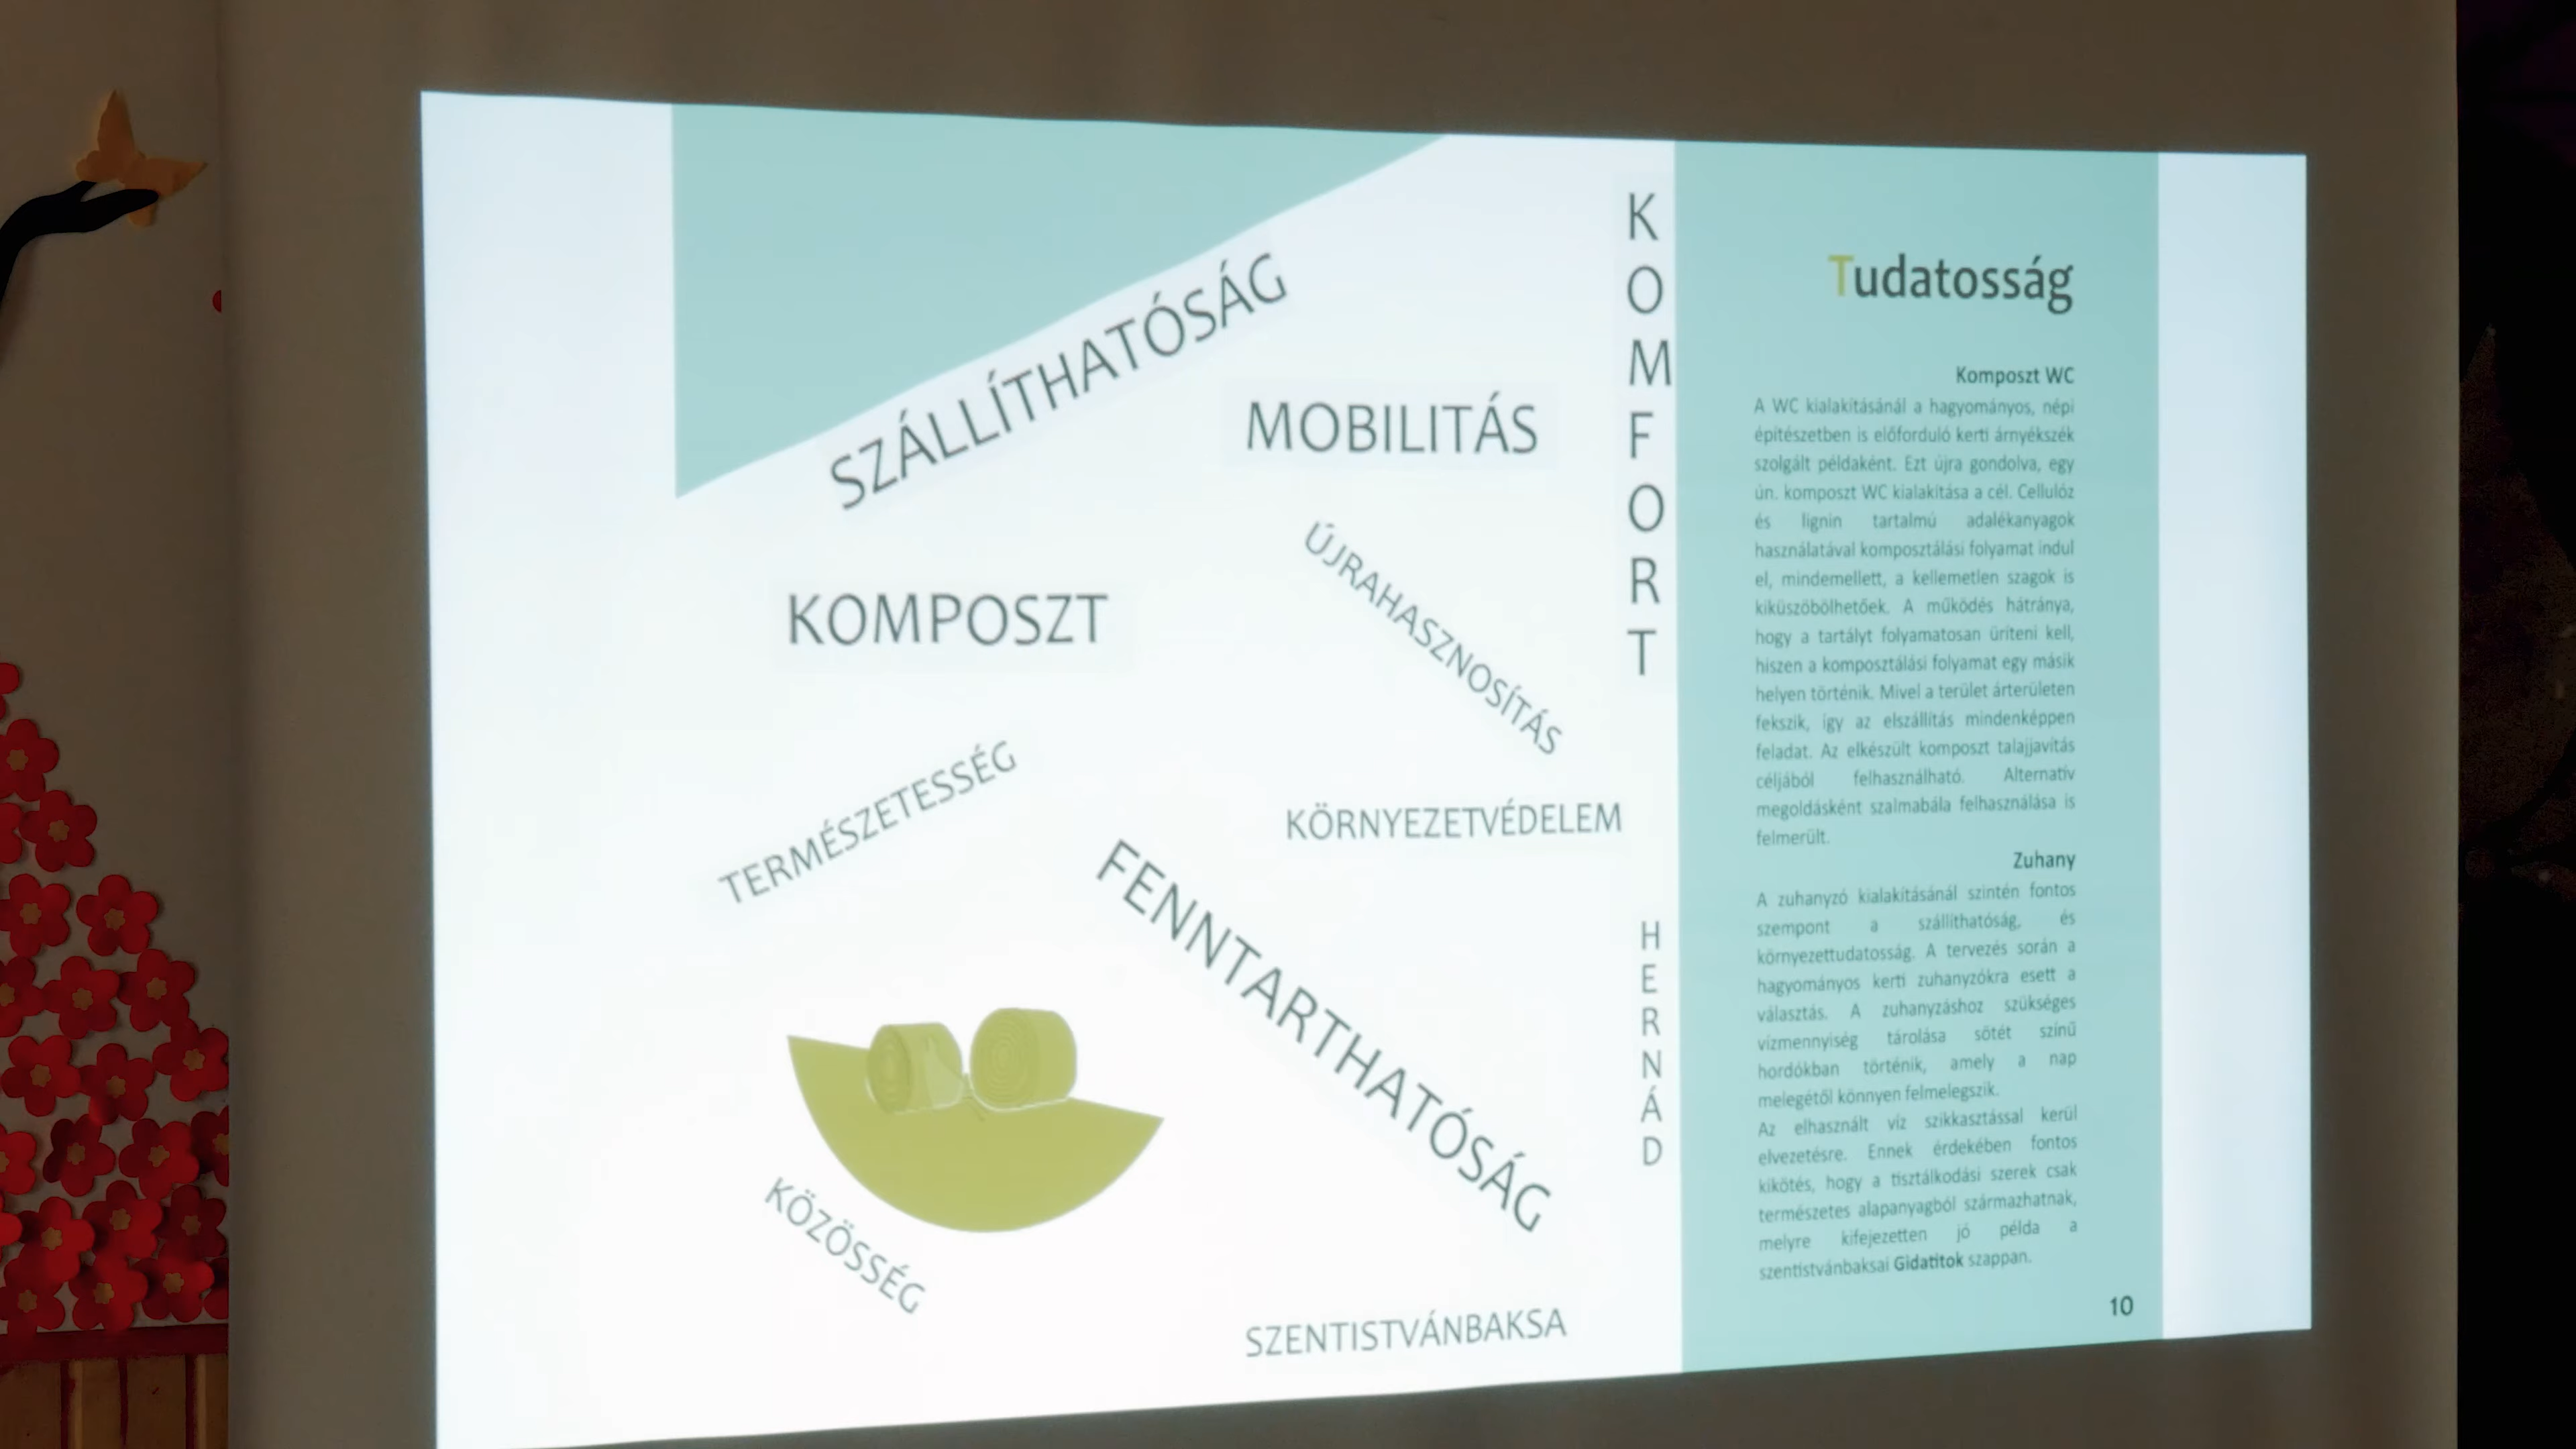 SZÁLLÍTHATÓSÁG
MOBILITÁS
KOMFORT
KOMPOSZT
ÚJRAHASZNOSÍTÁS
TERMÉSZETESSÉG
KÖRNYEZETVÉDELEM
FENNTARTHATÓSÁG
HERNÁD
KÖZÖSSÉG
SZENTISTVÁNBAKSA
Tudatosság
Komposzt WC
A WC kialakításánál a hagyományos, népi
építészetben is előforduló kerti árnyékszék
szolgált példaként. Ezt újra gondolva, egy
ún. komposzt WC kialakítása a cél. Cellulóz
és lignin tartalmú adalékanyagok
használatával komposztálási folyamat indul
el, mindemellett, a kellemetlen szagok is
kiküszöbölhetőek. A működés hátránya,
hogy a tartályt folyamatosan üríteni kell,
hiszen a komposztálási folyamat egy másik
helyen történik. Mivel a terület árterületen
fekszik, így az elszállítás mindenképpen
feladat. Az elkészült komposzt talajjavítás
céljából felhasználható. Alternatív
megoldásként szalmabála felhasználása is
felmerült.
Zuhany
A zuhanyzó kialakításánál szintén fontos
szempont a szállíthatóság, és
környezettudatosság. A tervezés során a
hagyományos kerti zuhanyzókra esett a
választás. A zuhanyzáshoz szükséges
vízmennyiség tárolása sötét színű
hordókban történik, amely a nap
melegétől könnyen felmelegszik.
Az elhasznált víz szikkasztással kerül
elvezetésre. Ennek érdekében fontos
kikötés, hogy a tisztálkodási szerek csak
természetes alapanyagból származhatnak,
melyre kifejezetten jó példa a
szentistvánbaksai Gidatitok szappan.
10